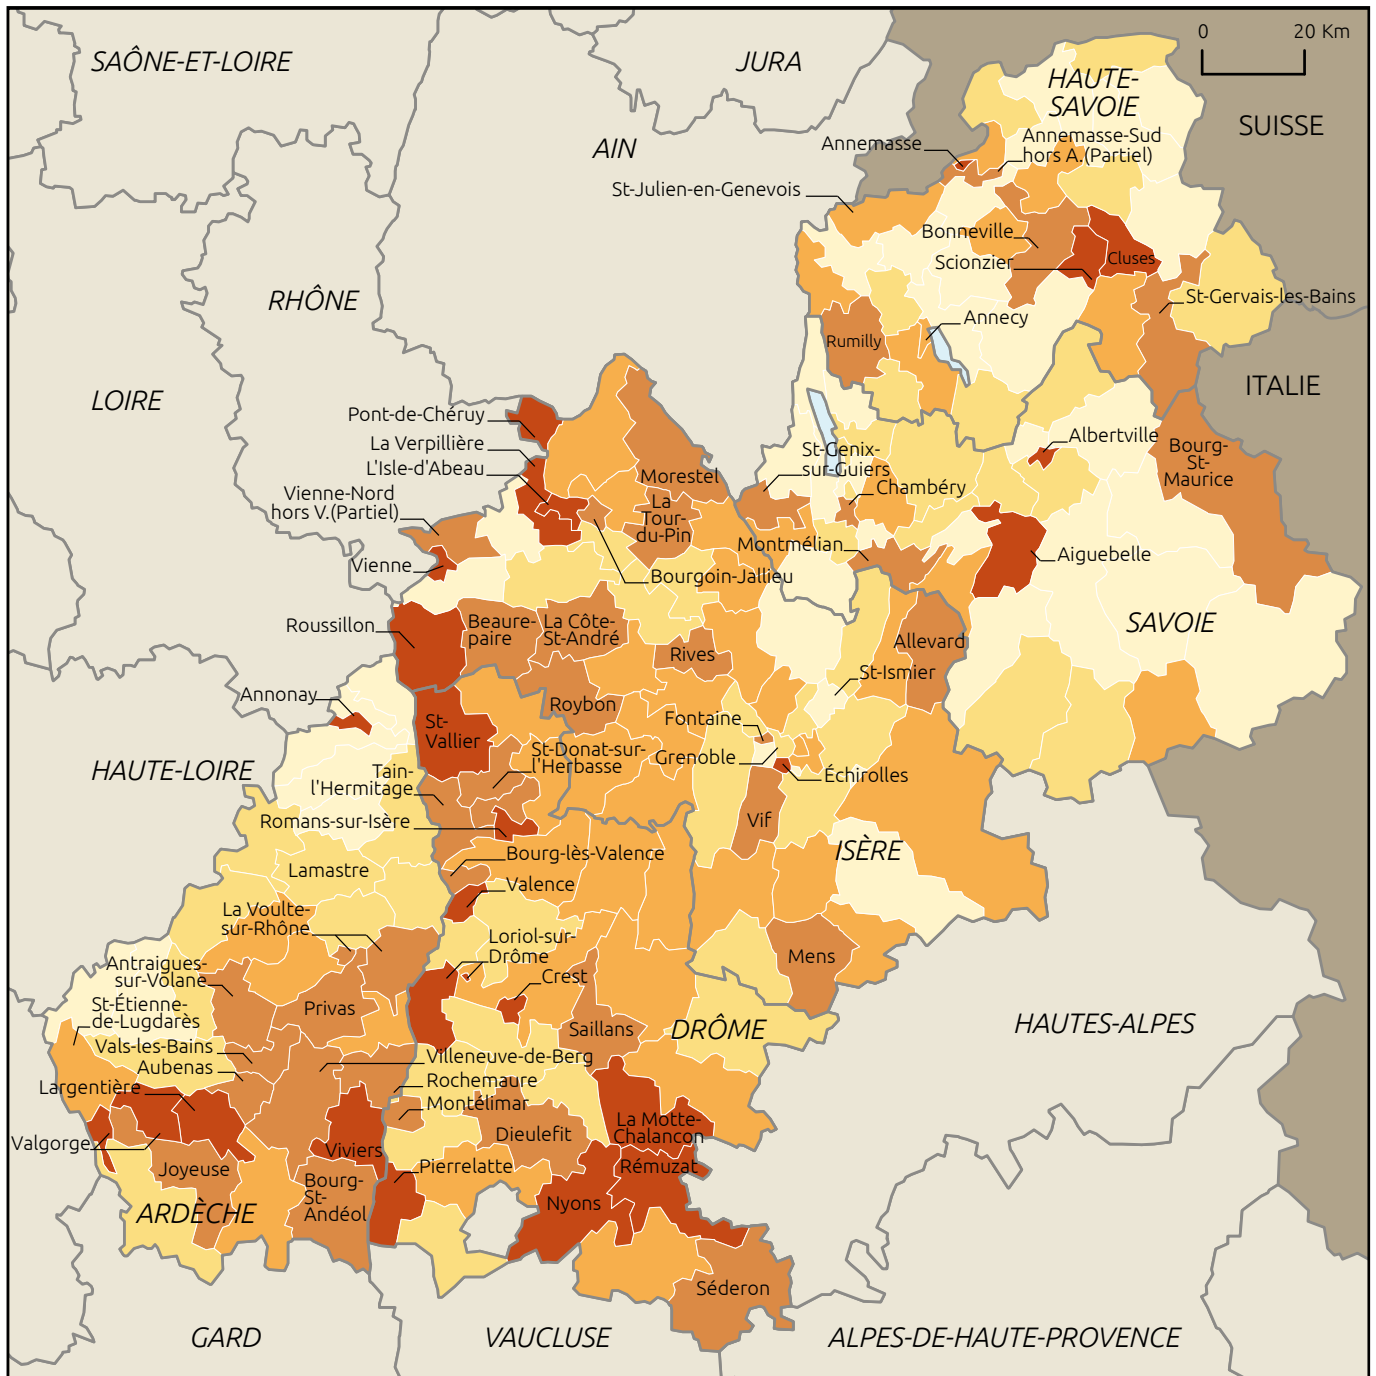 0 20 Km
SAÔNE-ET-LOIRE
JURA
HAUTE-
SAVOIE
SUISSE
AIN
Annemasse
Annemasse-Sud
hors A.(Partiel)
St-Julien-en-Genevois
Bonneville
Scionzier
Cluses
RHÔNE
St-Gervais-les-Bains
Annecy
Rumilly
ITALIE
LOIRE
Pont-de-Chéruy
La Verpillière
L'Isle-d'Abeau
Vienne-Nord
hors V.(Partiel)
Vienne
Morestel
La
Tour-
du-Pin
St-Genix-
sur-Guiers
Chambéry
Albertville
Bourg-
St-
Maurice
Montmélian
Aiguebelle
Bourgoin-Jallieu
Roussillon
Beaure-
paire
La Côte-
St-André
Rives
Allevard
SAVOIE
St-Ismier
Annonay
Roybon
St-
Vallier
Fontaine
Grenoble
Échirolles
HAUTE-LOIRE
Tain-
l'Hermitage
St-Donat-sur-
l'Herbasse
Romans-sur-Isère
Vif
ISÈRE
Bourg-lès-Valence
Lamastre
Valence
La Voulte-
sur-Rhône
Loriol-sur-
Drôme
Crest
Mens
Antraigues-
sur-Volane
St-Étienne-
de-Lugdarès
Privas
Saillans
DRÔME
HAUTES-ALPES
Vals-les-Bains
Aubenas
Largentière
Villeneuve-de-Berg
Rochemaure
Montélimar
Valgorge
Viviers
Dieulefit
La Motte-
Chalancon
Joyeuse
Pierrelatte
Rémuzat
Bourg-
St-
Andéol
Nyons
ARDÈCHE
Séderon
GARD
VAUCLUSE
ALPES-DE-HAUTE-PROVENCE